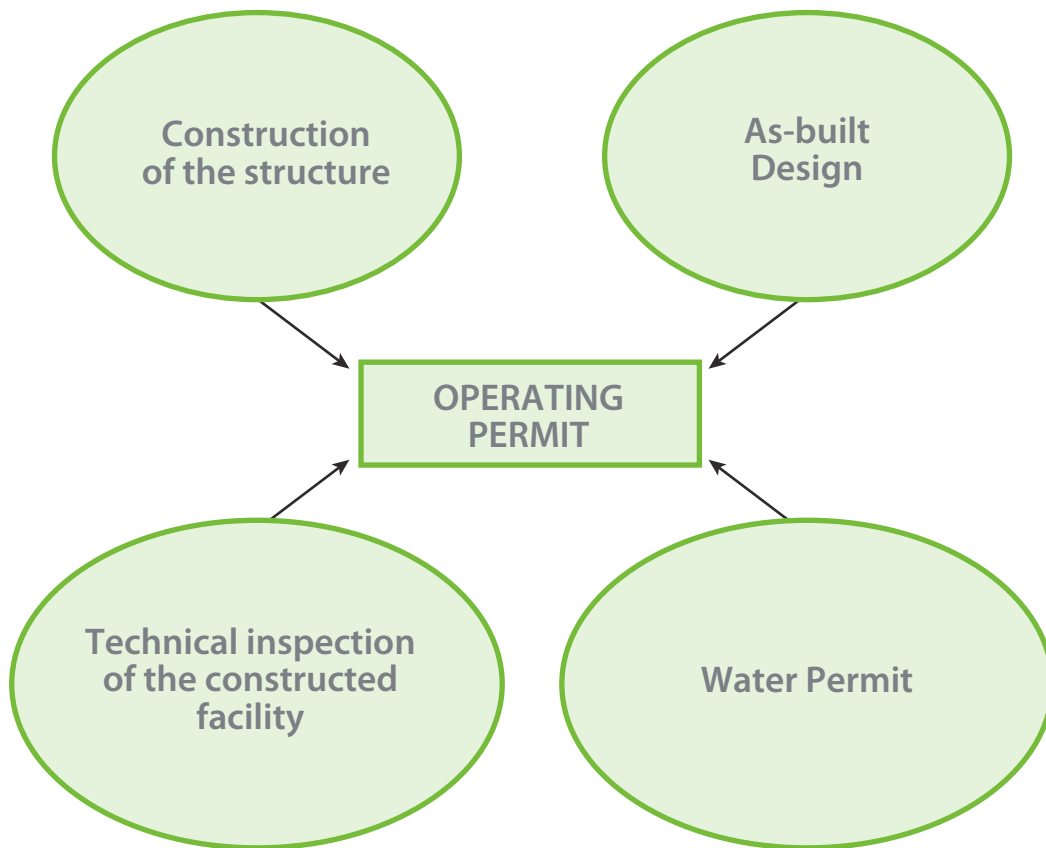 Construction
of the structure
As-built
Design
OPERATING
PERMIT
Technical inspection
of the constructed
facility
Water Permit